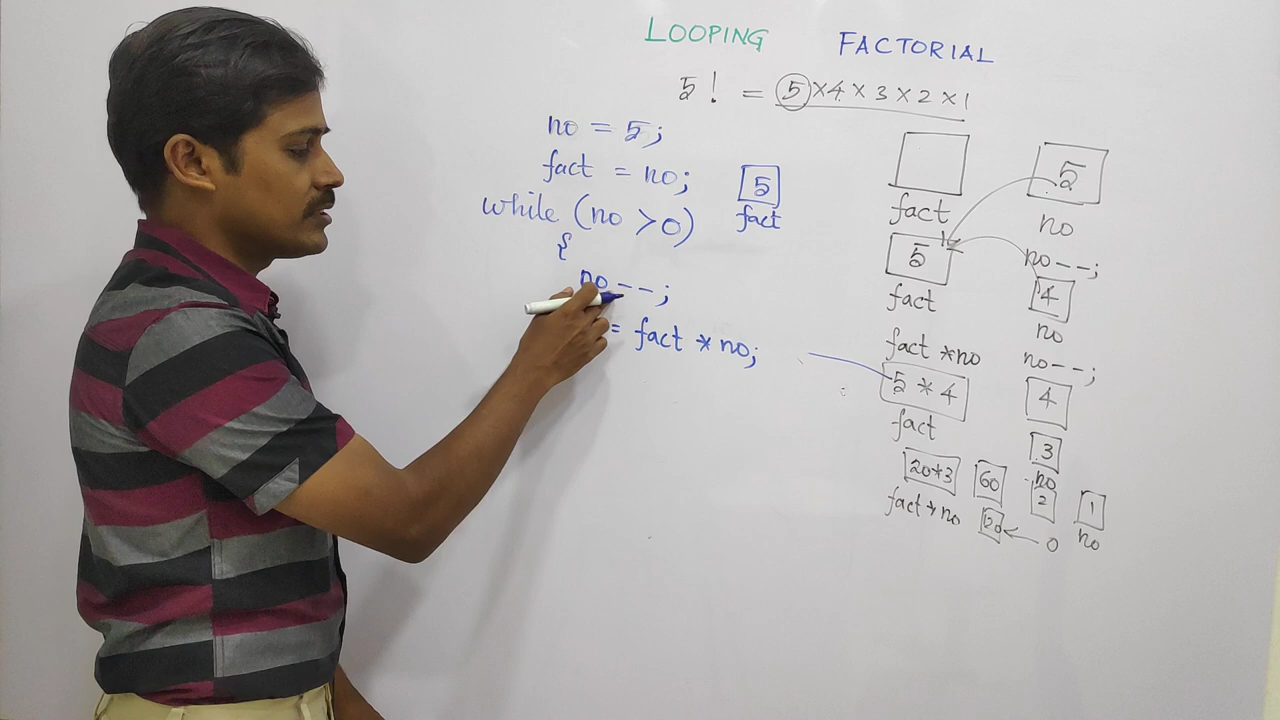 LOOPING FACTORIAL
5! = 5 × 4 × 3 × 2 × 1
no = 5;
fact = no;
while (no > 0)
{
no--;
= fact * no;
5
fact
fact
5
no
no--;
5
fact
4
no
fact * no
no--;
5 * 4
fact
4
3
no
20*3
60
2
1
no
fact * no
120
0